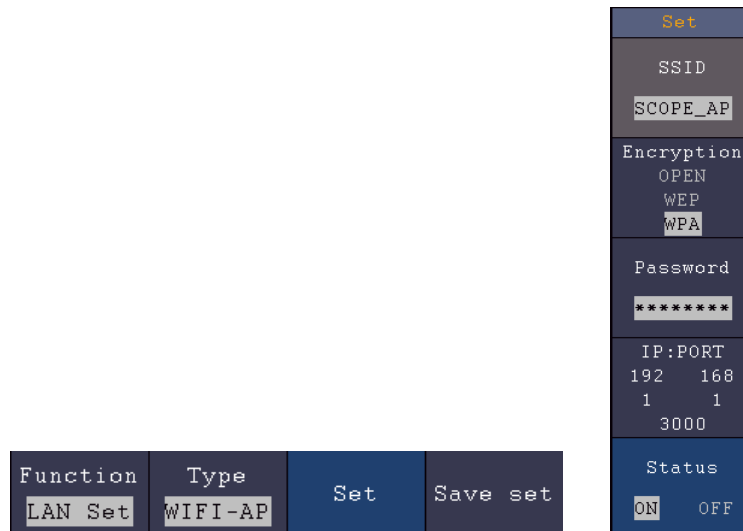 Set
SSID
SCOPE_AP
Encryption
OPEN
WEP
WPA
Password
********
IP:PORT
192 168
1 1
3000
Status
ON OFF
Function Type Set Save set
LAN Set WIFI-AP